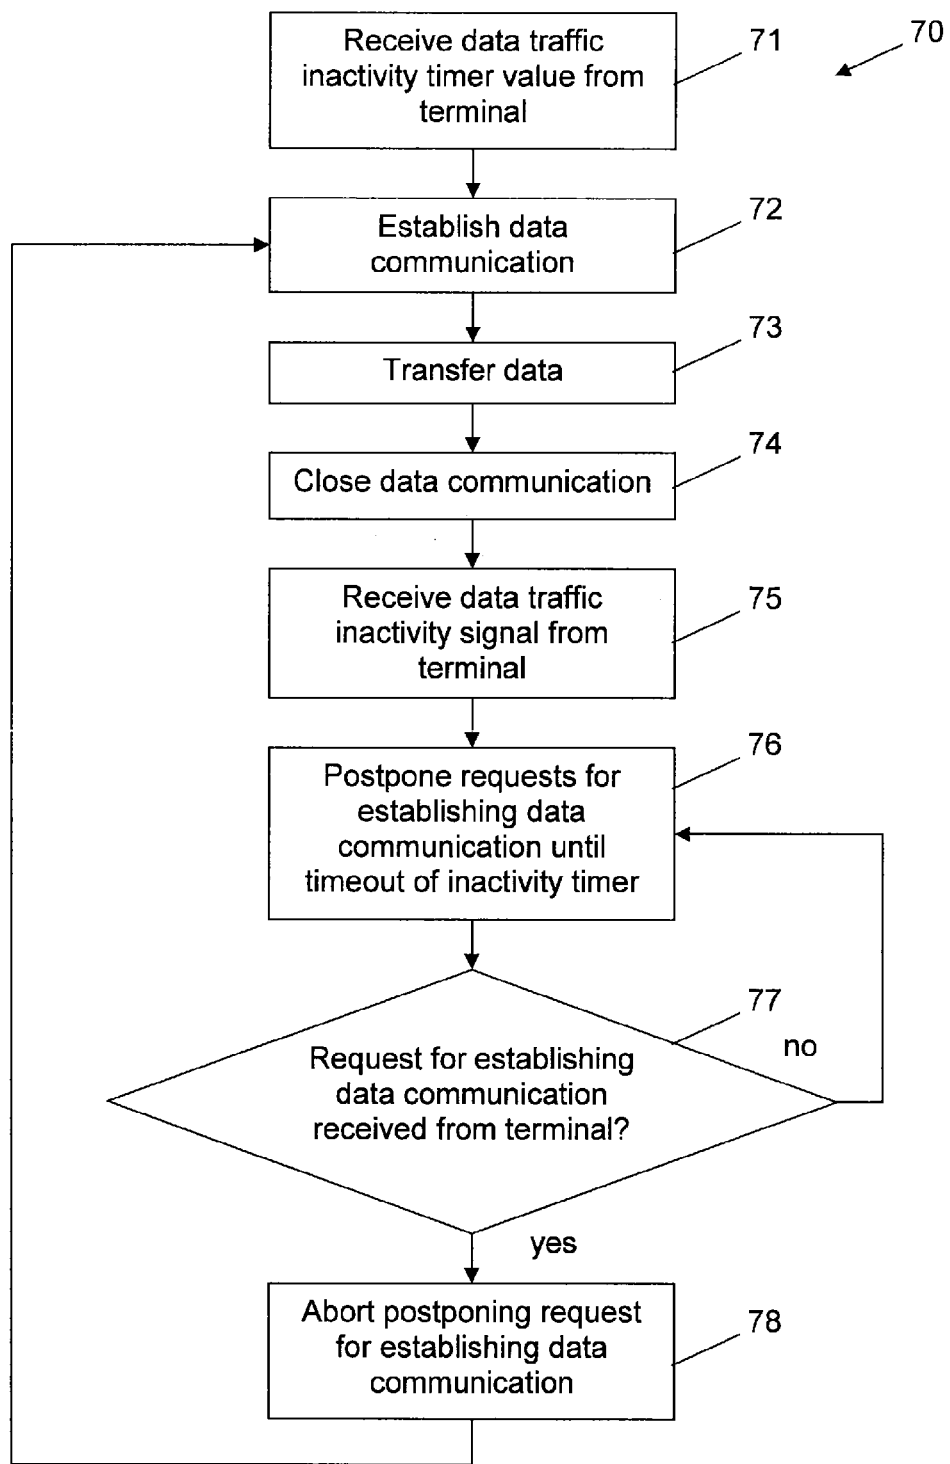 Receive data traffic
inactivity timer value from
terminal
71
70
Establish data
communication
72
Transfer data
73
Close data communication
74
Receive data traffic
inactivity signal from
terminal
75
Postpone requests for
establishing data
communication until
timeout of inactivity timer
76
Request for establishing
data communication
received from terminal?
77
no
yes
Abort postponing request
for establishing data
communication
78